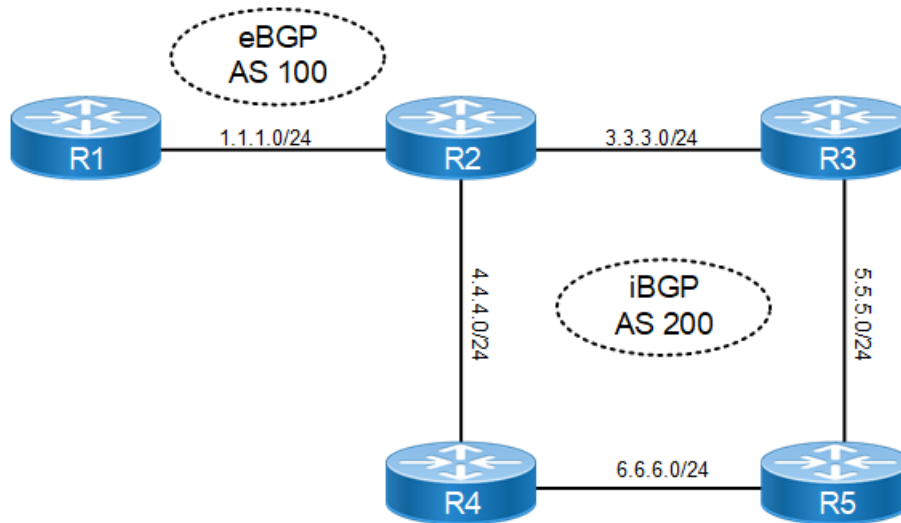 eBGP
AS 100
R1
1.1.1.0/24
R2
3.3.3.0/24
R3
4.4.4.0/24
iBGP
AS 200
5.5.5.0/24
R4
6.6.6.0/24
R5